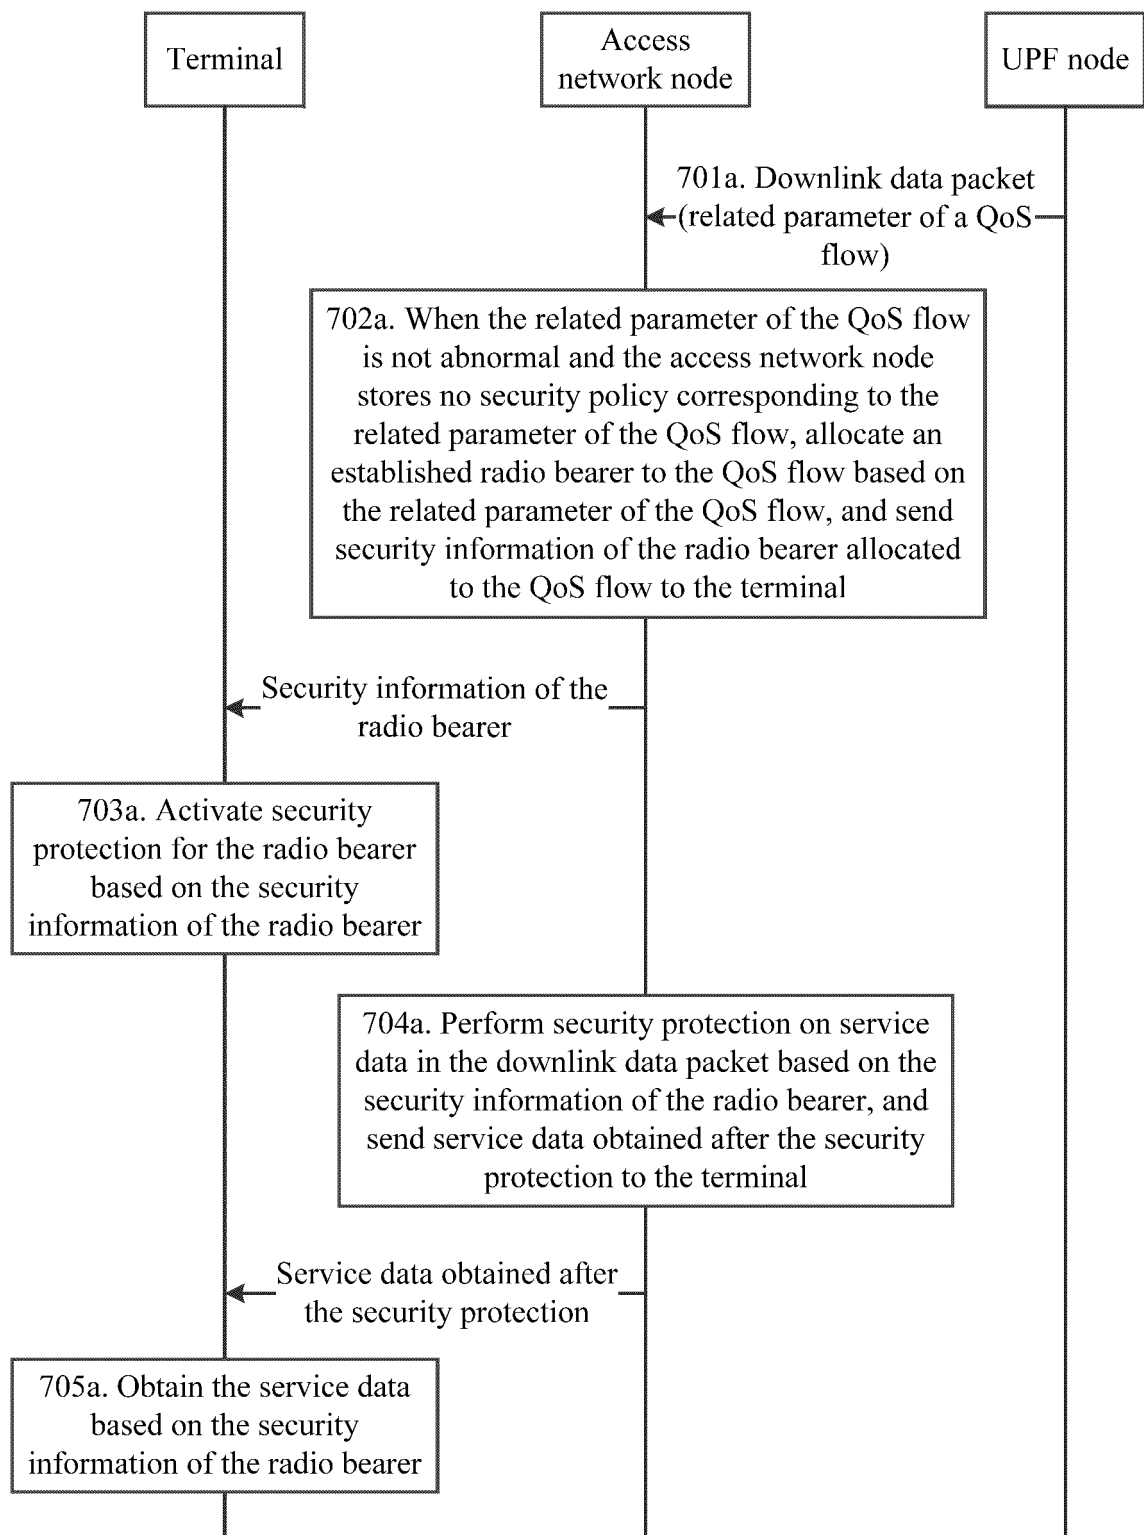 Terminal
Access
network node
UPF node
701a. Downlink data packet
(related parameter of a QoS
flow)
702a. When the related parameter of the QoS flow
is not abnormal and the access network node
stores no security policy corresponding to the
related parameter of the QoS flow, allocate an
established radio bearer to the QoS flow based on
the related parameter of the QoS flow, and send
security information of the radio bearer allocated
to the QoS flow to the terminal
Security information of the
radio bearer
703a. Activate security
protection for the radio bearer
based on the security
information of the radio bearer
704a. Perform security protection on service
data in the downlink data packet based on the
security information of the radio bearer, and
send service data obtained after the security
protection to the terminal
Service data obtained after
the security protection
705a. Obtain the service data
based on the security
information of the radio bearer